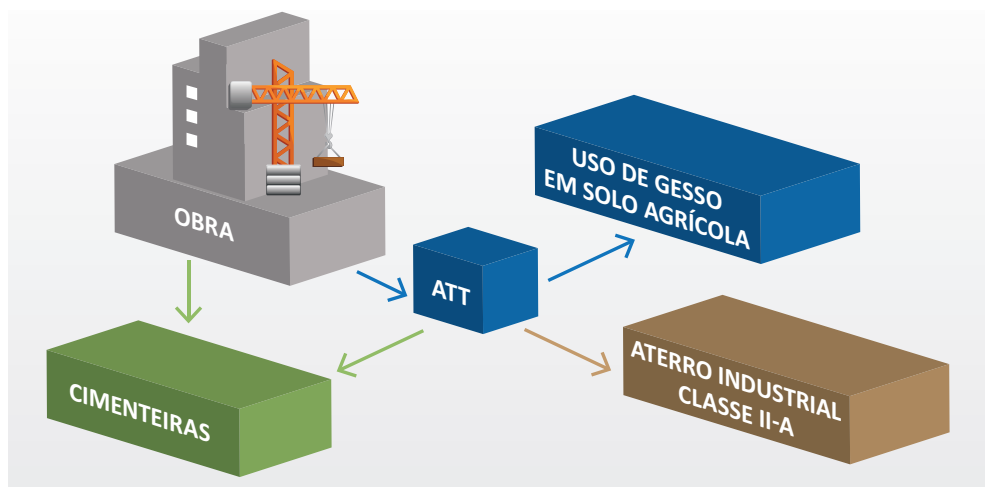 OBRA
ATT
USO DE GESSO
EM SOLO AGRÍCOLA
CIMENTEIRAS
ATERRO INDUSTRIAL
CLASSE II-A